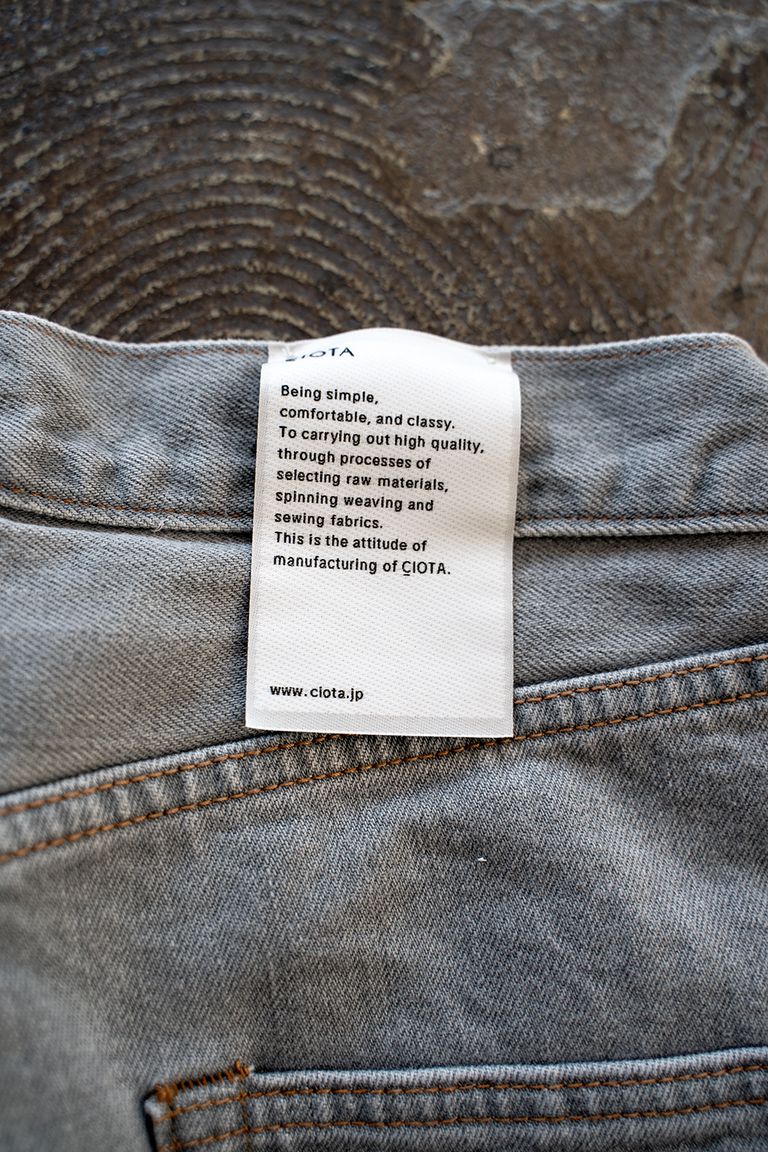 CIOTA
Being simple,
comfortable, and classy.
To carrying out high quality,
through processes of
selecting raw materials,
spinning weaving and
sewing fabrics.
This is the attitude of
manufacturing of C̲IOTA.
www.ciota.jp